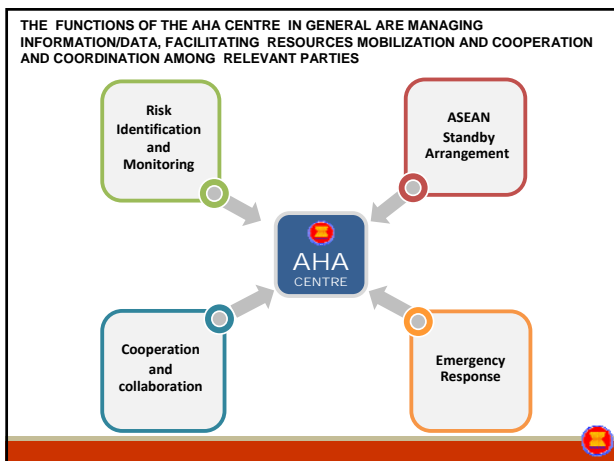 THE FUNCTIONS OF THE AHA CENTRE IN GENERAL ARE MANAGING
INFORMATION/DATA, FACILITATING RESOURCES MOBILIZATION AND COOPERATION
AND COORDINATION AMONG RELEVANT PARTIES
Risk
Identification
and
Monitoring
ASEAN
Standby
Arrangement
AHA
CENTRE
Cooperation
and
collaboration
Emergency
Response